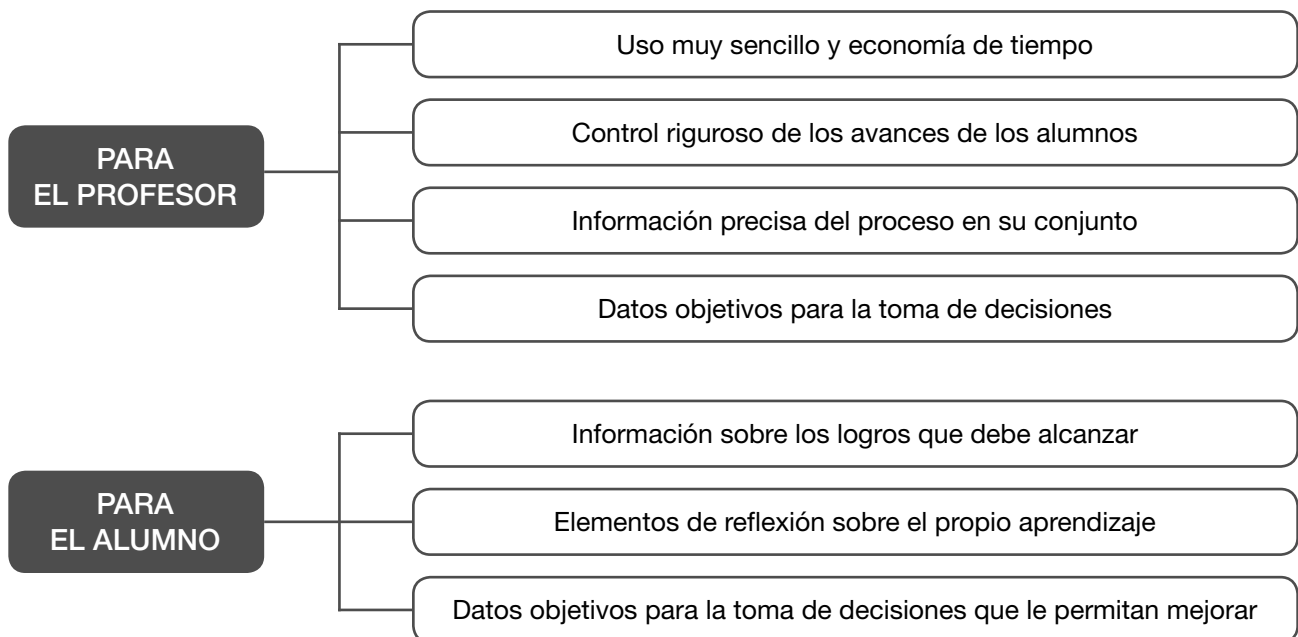 PARA
EL PROFESOR
Uso muy sencillo y economía de tiempo
Control riguroso de los avances de los alumnos
Información precisa del proceso en su conjunto
Datos objetivos para la toma de decisiones
PARA
EL ALUMNO
Información sobre los logros que debe alcanzar
Elementos de reflexión sobre el propio aprendizaje
Datos objetivos para la toma de decisiones que le permitan mejorar